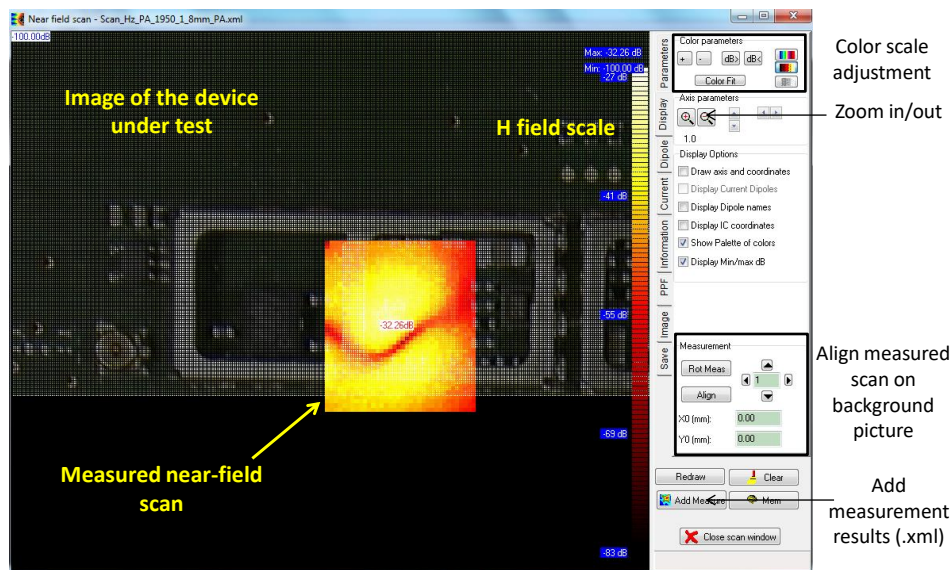 Near field scan - Scan_Hz_PA_1950_1_8mm_PA.xml
-100.00dB
Max: -32.26 dB
Min: -100.00 dB
-27 dB
Image of the device
under test
H field scale
-41 dB
-55 dB
-32.26dB
-69 dB
Measured near-field
scan
-83 dB
Parameters
Display
Dipole
Current
Information
PPF
Image
Save
Color parameters
+ - dB> dB<
Color Fit
Axis parameters
1.0
Display Options
Draw axis and coordinates
Display Current Dipoles
Display Dipole names
Display IC coordinates
Show Palette of colors
Display Min/max dB
Measurement
Rot Meas
1
Align
X0 (mm): 0.00
Y0 (mm): 0.00
Redraw Clear
Add Measure Mem
Close scan window
Color scale
adjustment
Zoom in/out
Align measured
scan on
background
picture
Add
measurement
results (.xml)